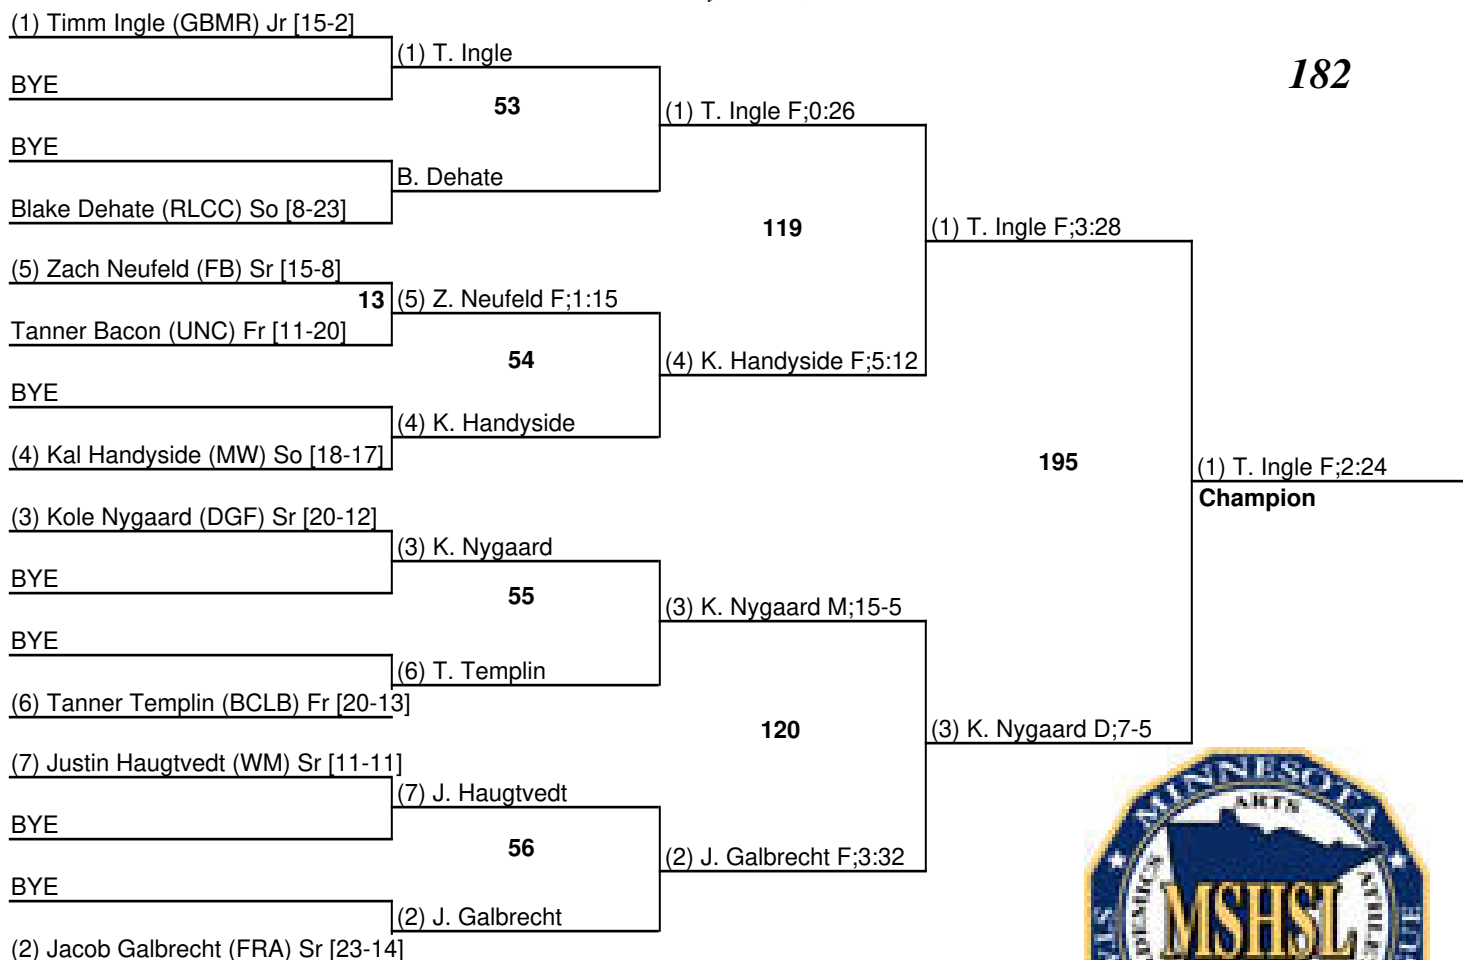 (1) Timm Ingle (GBMR) Jr [15-2]
(1) T. Ingle
182
BYE
53
(1) T. Ingle F;0:26
BYE
B. Dehate
Blake Dehate (RLCC) So [8-23]
119
(1) T. Ingle F;3:28
(5) Zach Neufeld (FB) Sr [15-8]
13
(5) Z. Neufeld F;1:15
Tanner Bacon (UNC) Fr [11-20]
54
(4) K. Handyside F;5:12
BYE
(4) K. Handyside
(4) Kal Handyside (MW) So [18-17]
195
(1) T. Ingle F;2:24
Champion
(3) Kole Nygaard (DGF) Sr [20-12]
(3) K. Nygaard
BYE
55
(3) K. Nygaard M;15-5
BYE
(6) T. Templin
(6) Tanner Templin (BCLB) Fr [20-13]
120
(3) K. Nygaard D;7-5
(7) Justin Haugtvedt (WM) Sr [11-11]
(7) J. Haugtvedt
BYE
56
(2) J. Galbrecht F;3:32
BYE
(2) J. Galbrecht
(2) Jacob Galbrecht (FRA) Sr [23-14]
MINNESOTA
ARTS
MSHSL